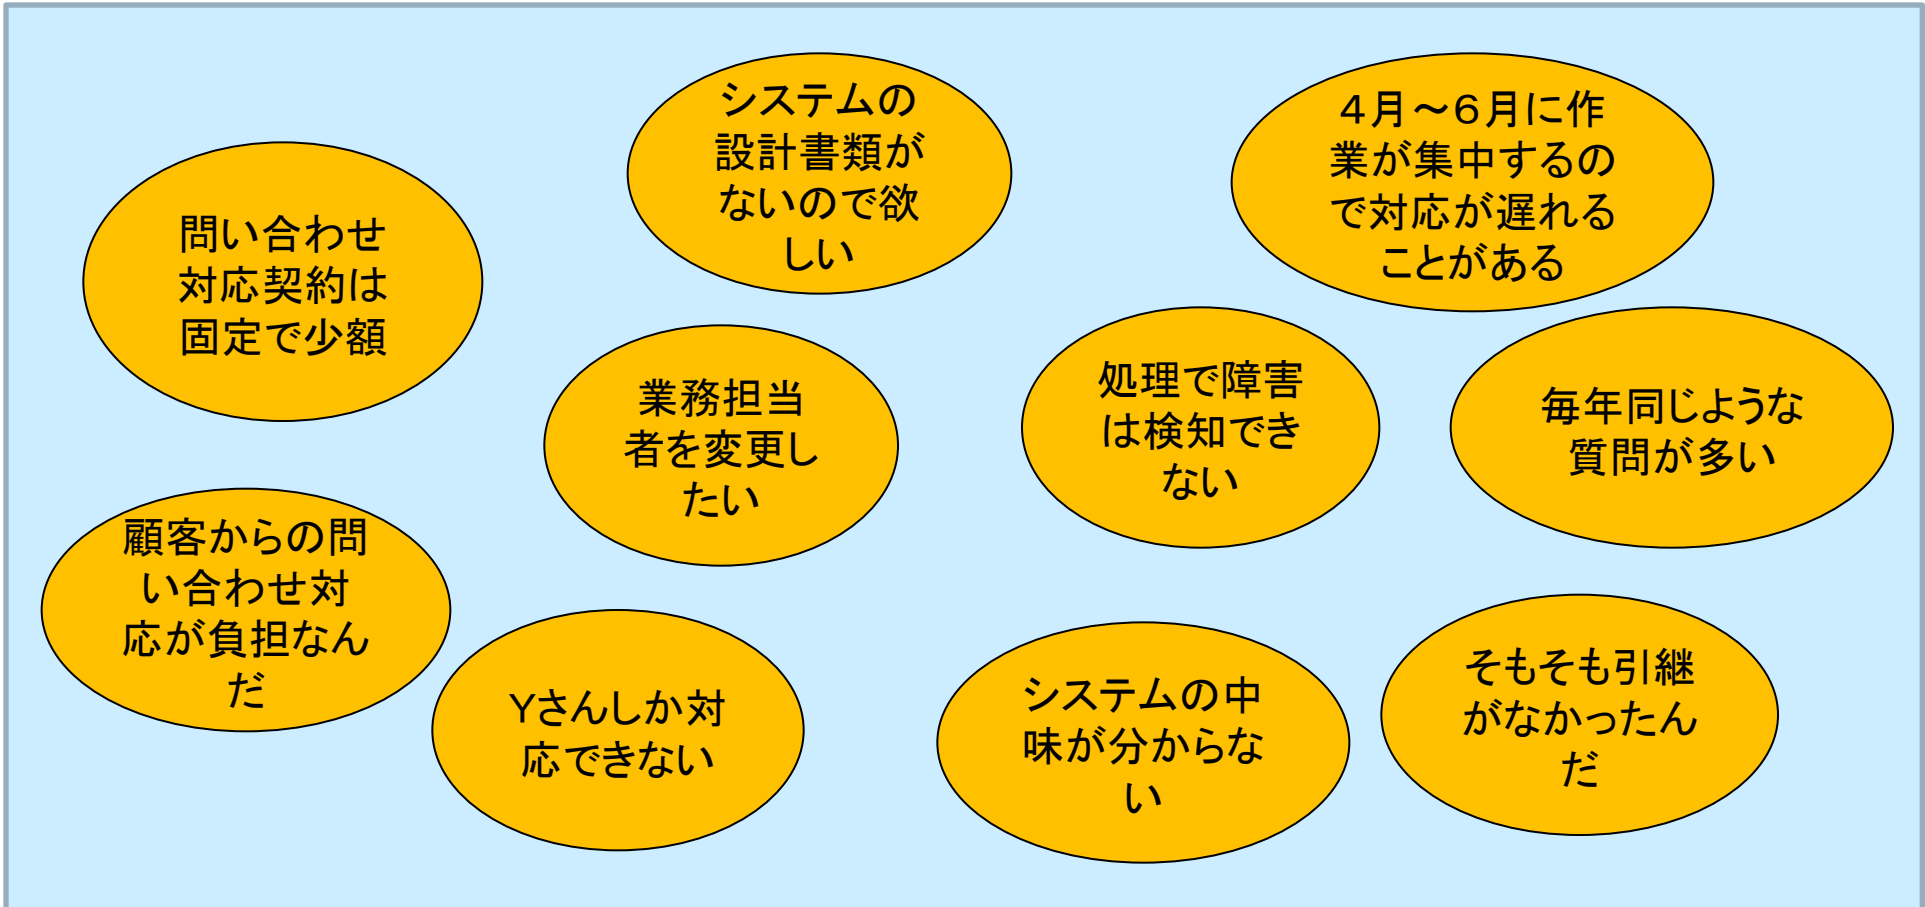 システムの
設計書類が
ないので欲
しい
４月～６月に作
業が集中するの
で対応が遅れる
ことがある
問い合わせ
対応契約は
固定で少額
業務担当
者を変更し
たい
処理で障害
は検知でき
ない
毎年同じような
質問が多い
顧客からの問
い合わせ対
応が負担なん
だ
Yさんしか対
応できない
システムの中
味が分からな
い
そもそも引継
がなかったん
だ